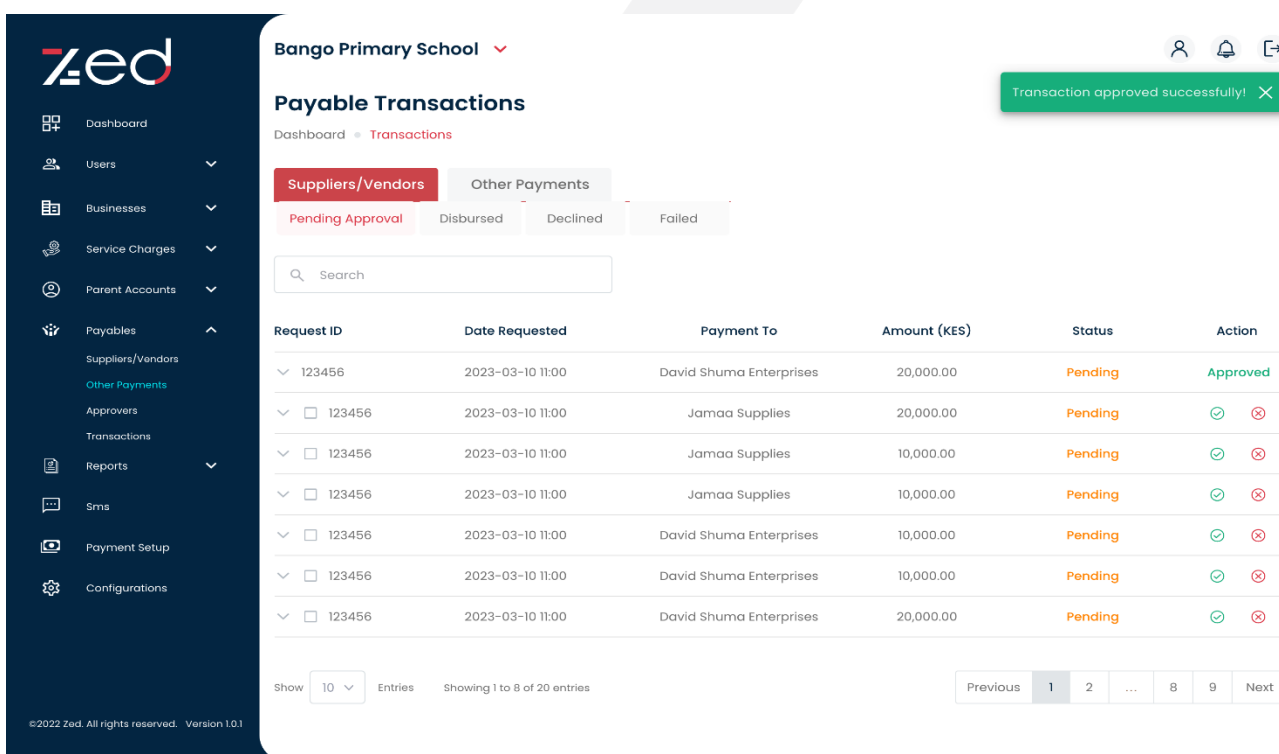 zed
Bango Primary School
Transaction approved successfully!
Payable Transactions
Dashboard Transactions
Dashboard
Users
Businesses
Service Charges
Parent Accounts
Payables
Suppliers/Vendors
Other Payments
Approvers
Transactions
Reports
Sms
Payment Setup
Configurations
©2022 Zed. All rights reserved. Version 1.0.1
Suppliers/Vendors Other Payments
Pending Approval Disbursed Declined Failed
Search
Request ID Date Requested Payment To Amount (KES) Status Action
123456 2023-03-10 11:00 David Shuma Enterprises 20,000.00 Pending Approved
123456 2023-03-10 11:00 Jamaa Supplies 20,000.00 Pending
123456 2023-03-10 11:00 Jamaa Supplies 10,000.00 Pending
123456 2023-03-10 11:00 Jamaa Supplies 10,000.00 Pending
123456 2023-03-10 11:00 David Shuma Enterprises 10,000.00 Pending
123456 2023-03-10 11:00 David Shuma Enterprises 10,000.00 Pending
123456 2023-03-10 11:00 David Shuma Enterprises 20,000.00 Pending
Show 10 Entries Showing 1 to 8 of 20 entries Previous 1 2 ... 8 9 Next